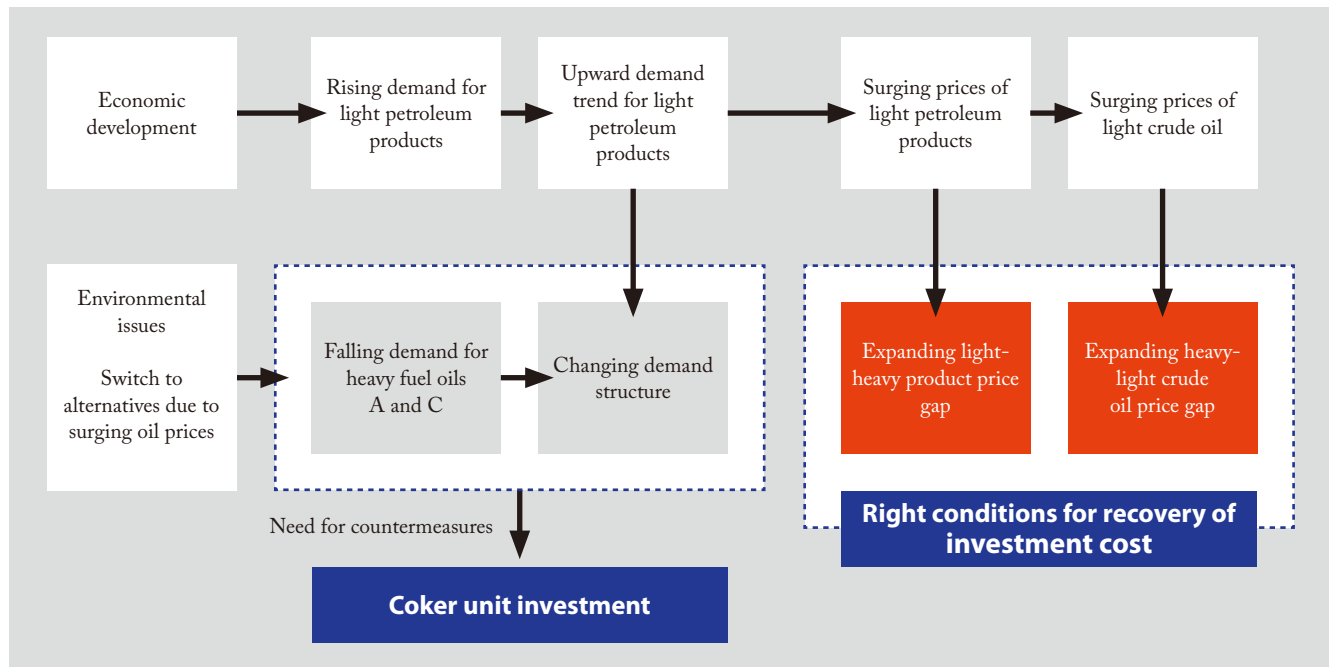 Economic
development
Rising demand for
light petroleum
products
Upward demand
trend for light
petroleum
products
Surging prices of
light petroleum
products
Surging prices of
light crude oil
Environmental
issues
Switch to
alternatives due to
surging oil prices
Falling demand for
heavy fuel oils
A and C
Changing demand
structure
Expanding light-
heavy product price
gap
Expanding heavy-
light crude
oil price gap
Need for countermeasures
Right conditions for recovery of
investment cost
Coker unit investment